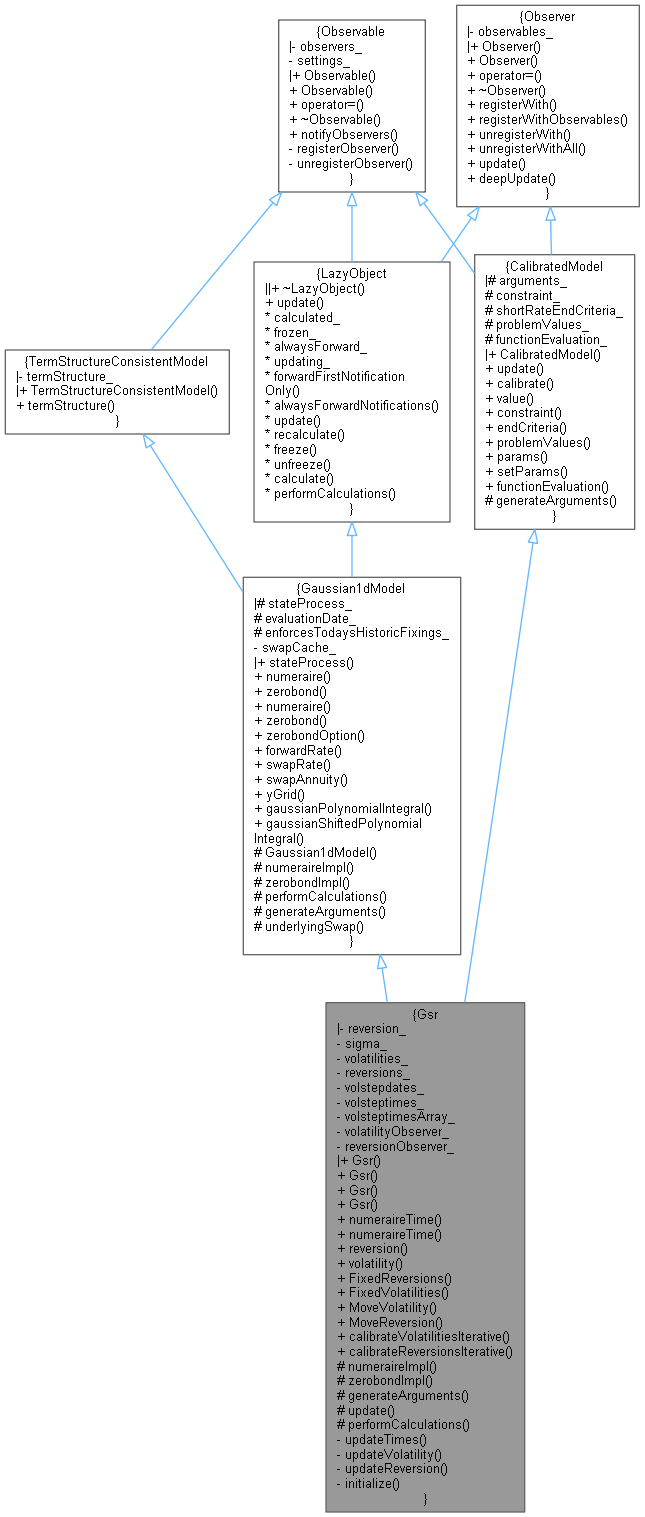 {Observable
|- observers_
- settings_
|+ Observable()
+ Observable()
+ operator=()
+ ~Observable()
+ notifyObservers()
- registerObserver()
- unregisterObserver()
}
{Observer
|- observables_
|+ Observer()
+ Observer()
+ operator=()
+ ~Observer()
+ registerWith()
+ registerWithObservables()
+ unregisterWith()
+ unregisterWithAll()
+ update()
+ deepUpdate()
}
{TermStructureConsistentModel
|- termStructure_
|+ TermStructureConsistentModel()
+ termStructure()
}
{LazyObject
||+ ~LazyObject()
+ update()
* calculated_
* frozen_
* alwaysForward_
* updating_
* forwardFirstNotification
Only()
* alwaysForwardNotifications()
* update()
* recalculate()
* freeze()
* unfreeze()
* calculate()
* performCalculations()
}
{CalibratedModel
|# arguments_
# constraint_
# shortRateEndCriteria_
# problemValues_
# functionEvaluation_
|+ CalibratedModel()
+ update()
+ calibrate()
+ value()
+ constraint()
+ endCriteria()
+ problemValues()
+ params()
+ setParams()
+ functionEvaluation()
# generateArguments()
}
{Gaussian1dModel
|# stateProcess_
# evaluationDate_
# enforcesTodaysHistoricFixings_
- swapCache_
|+ stateProcess()
+ numeraire()
+ zerobond()
+ numeraire()
+ zerobond()
+ zerobondOption()
+ forwardRate()
+ swapRate()
+ swapAnnuity()
+ yGrid()
+ gaussianPolynomialIntegral()
+ gaussianShiftedPolynomial
Integral()
# Gaussian1dModel()
# numeraireImpl()
# zerobondImpl()
# performCalculations()
# generateArguments()
# underlyingSwap()
}
{Gsr
|- reversion_
- sigma_
- volatilities_
- reversions_
- volstepdates_
- volsteptimes_
- volsteptimesArray_
- volatilityObserver_
- reversionObserver_
|+ Gsr()
+ Gsr()
+ Gsr()
+ Gsr()
+ numeraireTime()
+ numeraireTime()
+ reversion()
+ volatility()
+ FixedReversions()
+ FixedVolatilities()
+ MoveVolatility()
+ MoveReversion()
+ calibrateVolatilitiesIterative()
+ calibrateReversionsIterative()
# numeraireImpl()
# zerobondImpl()
# generateArguments()
# update()
# performCalculations()
- updateTimes()
- updateVolatility()
- updateReversion()
- initialize()
}